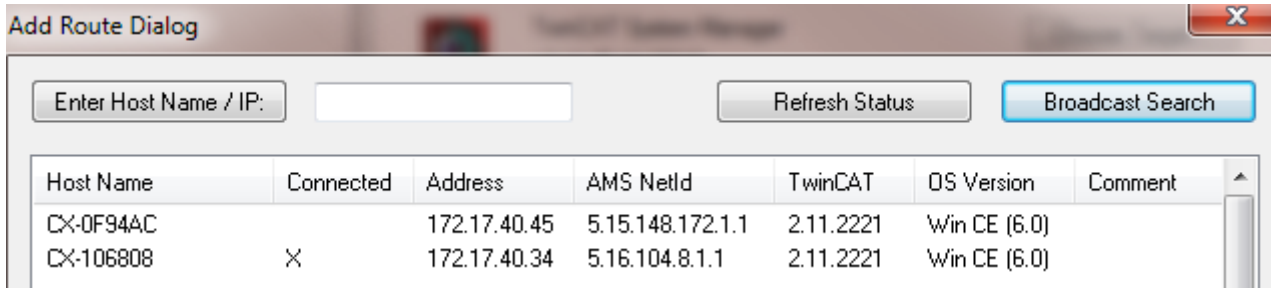 Add Route Dialog
TwinCAT System Manager
Enter Host Name / IP: Refresh Status Broadcast Search
Host Name Connected Address AMS NetId TwinCAT OS Version Comment
CX-0F94AC 172.17.40.45 5.15.148.172.1.1 2.11.2221 Win CE (6.0)
CX-106808 X 172.17.40.34 5.16.104.8.1.1 2.11.2221 Win CE (6.0)